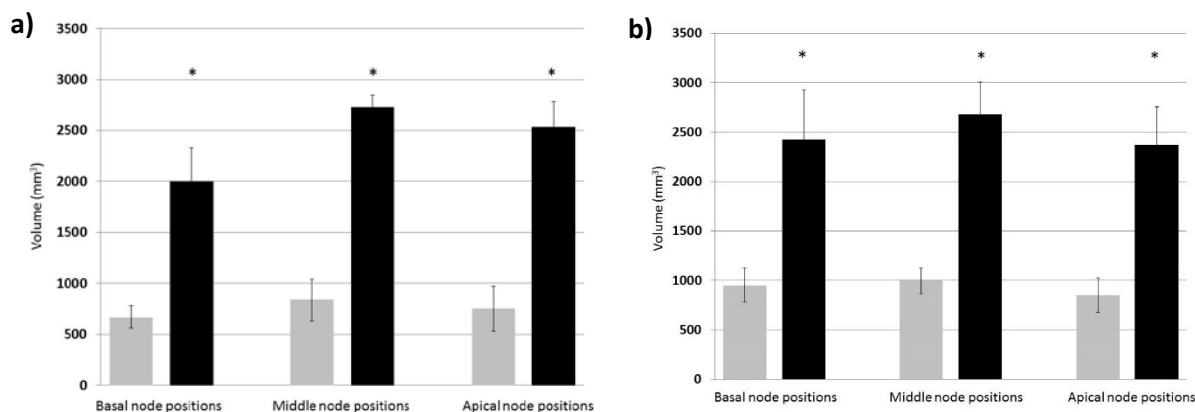 a)
3500
3000
2500
2000
1500
1000
500
0
Volume (mm³)
* * *
Basal node positions Middle node positions Apical node positions
b)
3500
3000
2500
2000
1500
1000
500
0
Volume (mm³)
* * *
Basal node positions Middle node positions Apical node positions